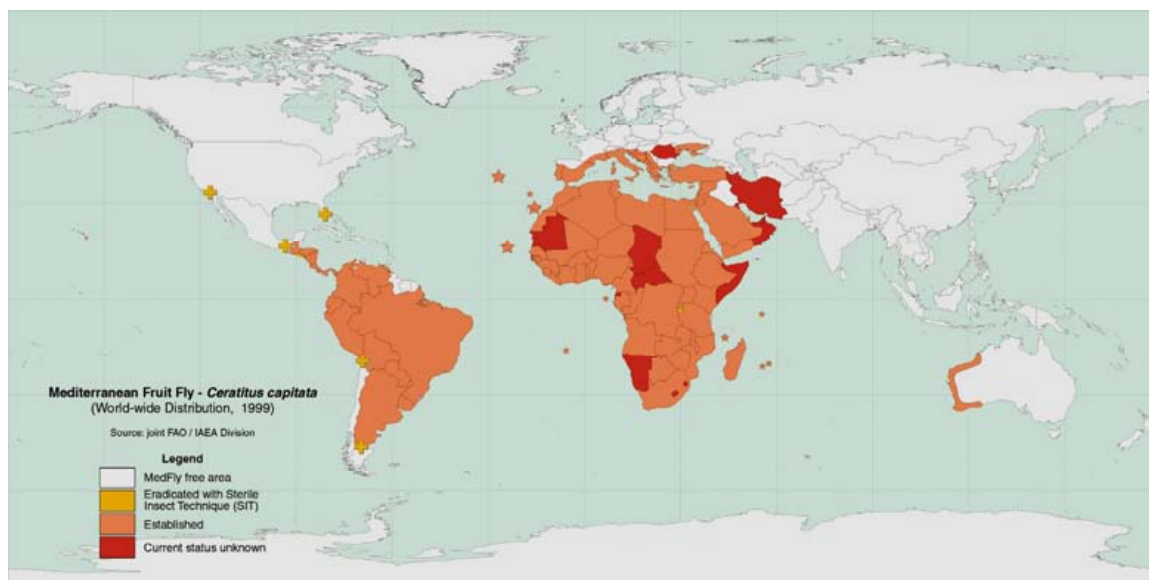 Mediterranean Fruit Fly - Ceratitus capitata
(World-wide Distribution, 1999)
Source: joint FAO / IAEA Division
Legend
MedFly free area
Eradicated with Sterile
Insect Technique (SIT)
Established
Current status unknown